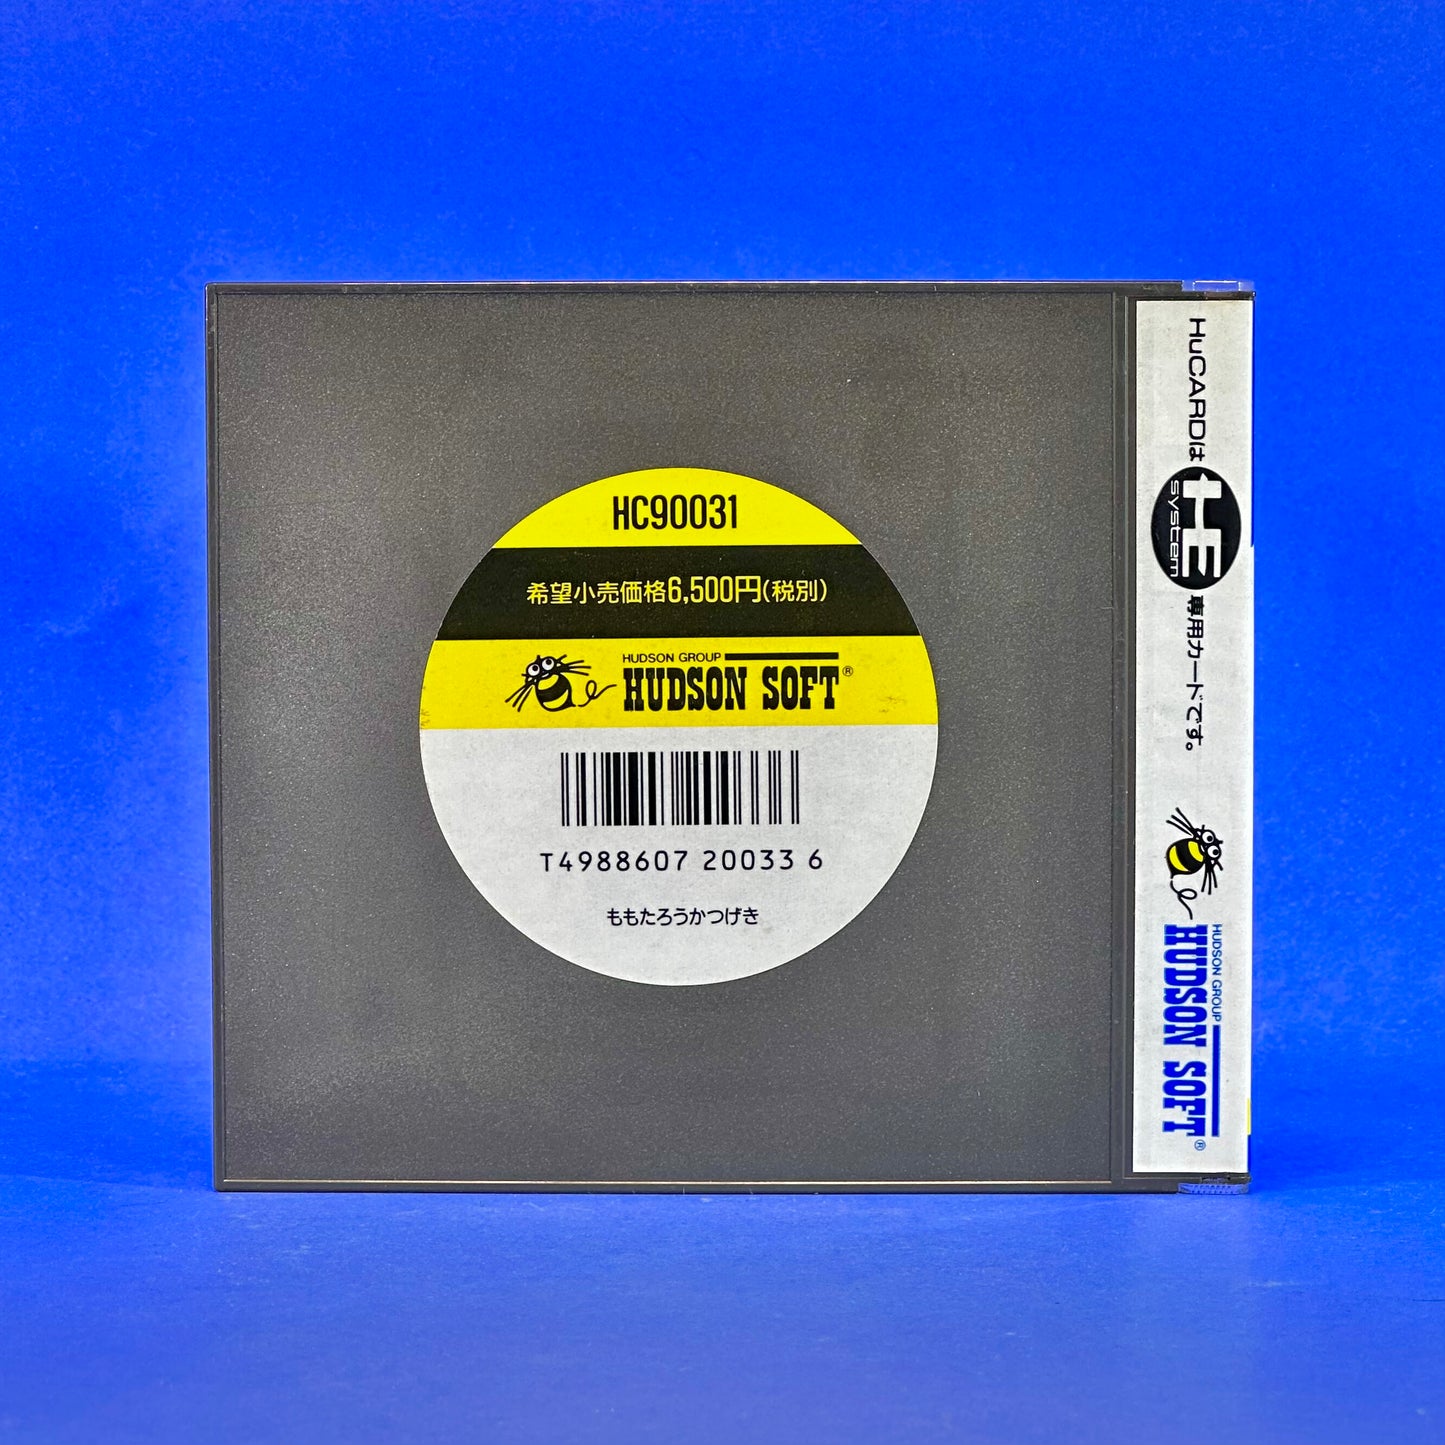 HC90031
希望小売価格6,500円(税別)
HUDSON GROUP
HUDSON SOFT®
T4988607 20033 6
ももたろうかつげき
HuCARDは
HE
system
専用カードです。
HUDSON GROUP
HUDSON SOFT®